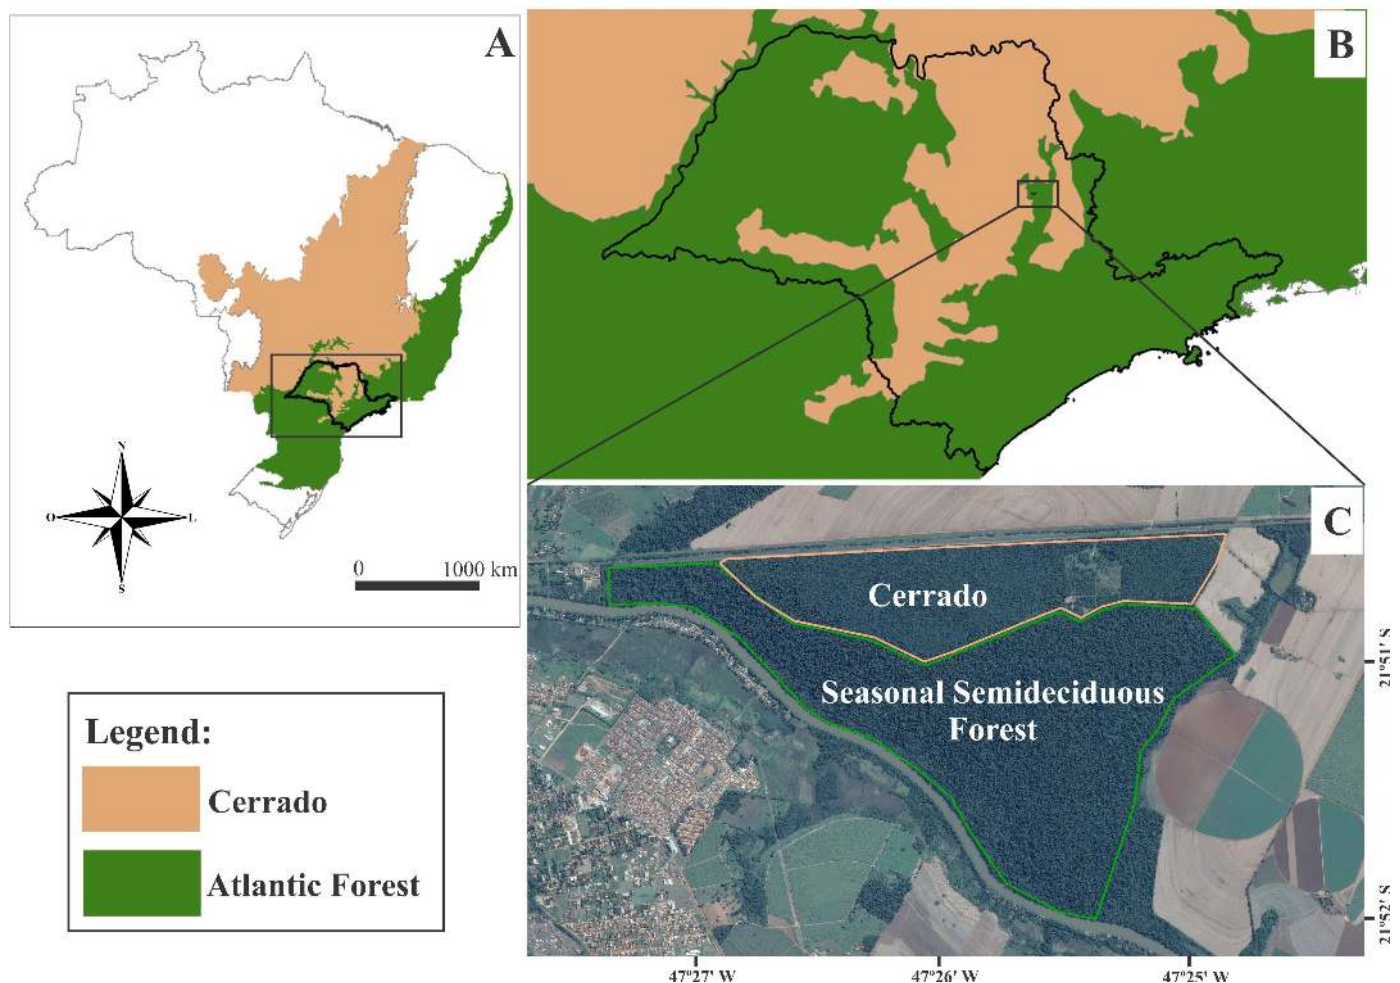 A
N
O
L
S
0
1000 km
B
C
Cerrado
Seasonal Semideciduous
Forest
21°51' S
21°52' S
47°27' W
47°26' W
47°25' W
Legend:
Cerrado
Atlantic Forest